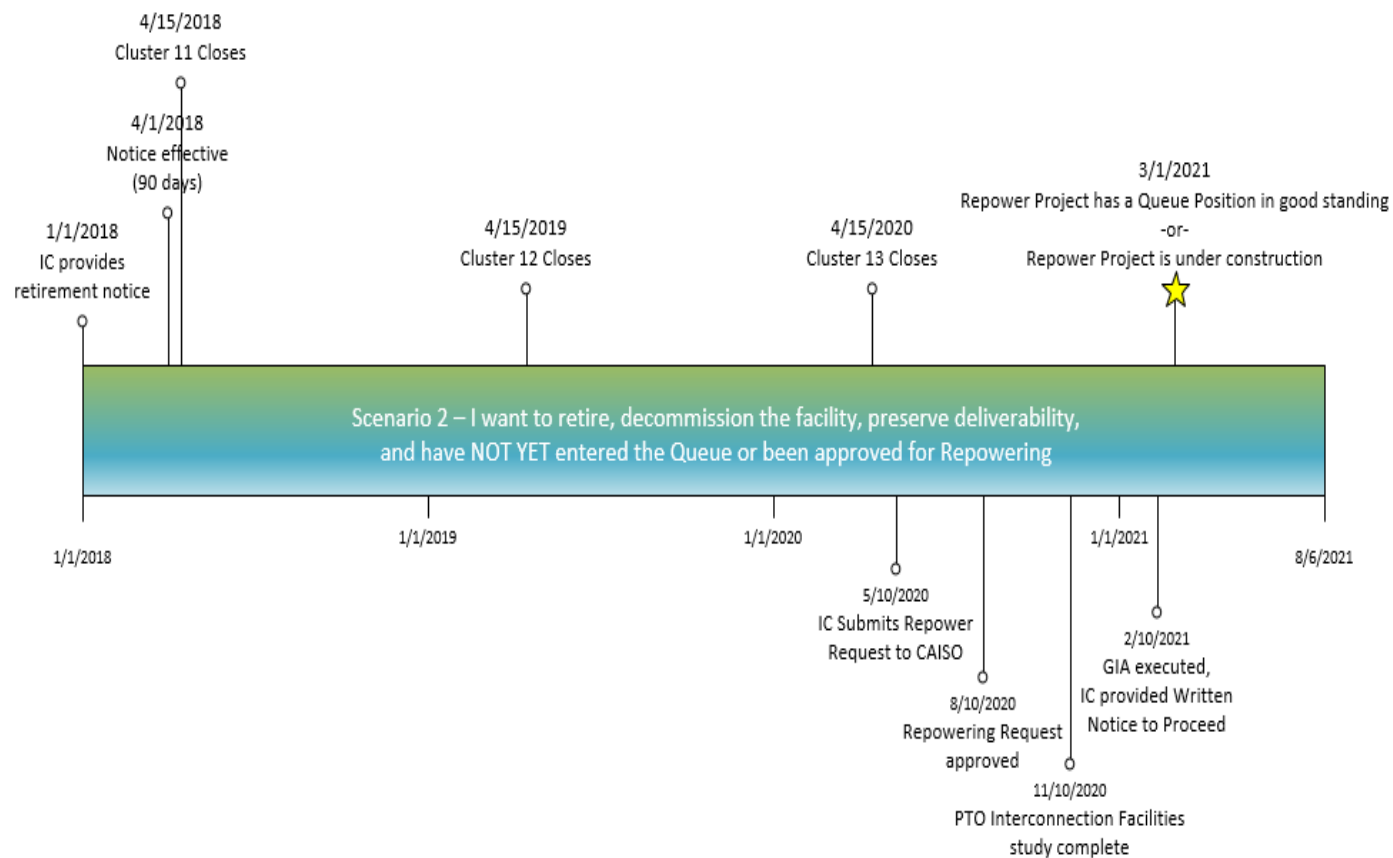 4/15/2018
Cluster 11 Closes
4/1/2018
Notice effective
(90 days)
1/1/2018
IC provides
retirement notice
4/15/2019
Cluster 12 Closes
4/15/2020
Cluster 13 Closes
3/1/2021
Repower Project has a Queue Position in good standing
-or-
Repower Project is under construction
Scenario 2 – I want to retire, decommission the facility, preserve deliverability,
and have NOT YET entered the Queue or been approved for Repowering
1/1/2018
1/1/2019
1/1/2020
1/1/2021
8/6/2021
5/10/2020
IC Submits Repower
Request to CAISO
8/10/2020
Repowering Request
approved
11/10/2020
PTO Interconnection Facilities
study complete
2/10/2021
GIA executed,
IC provided Written
Notice to Proceed